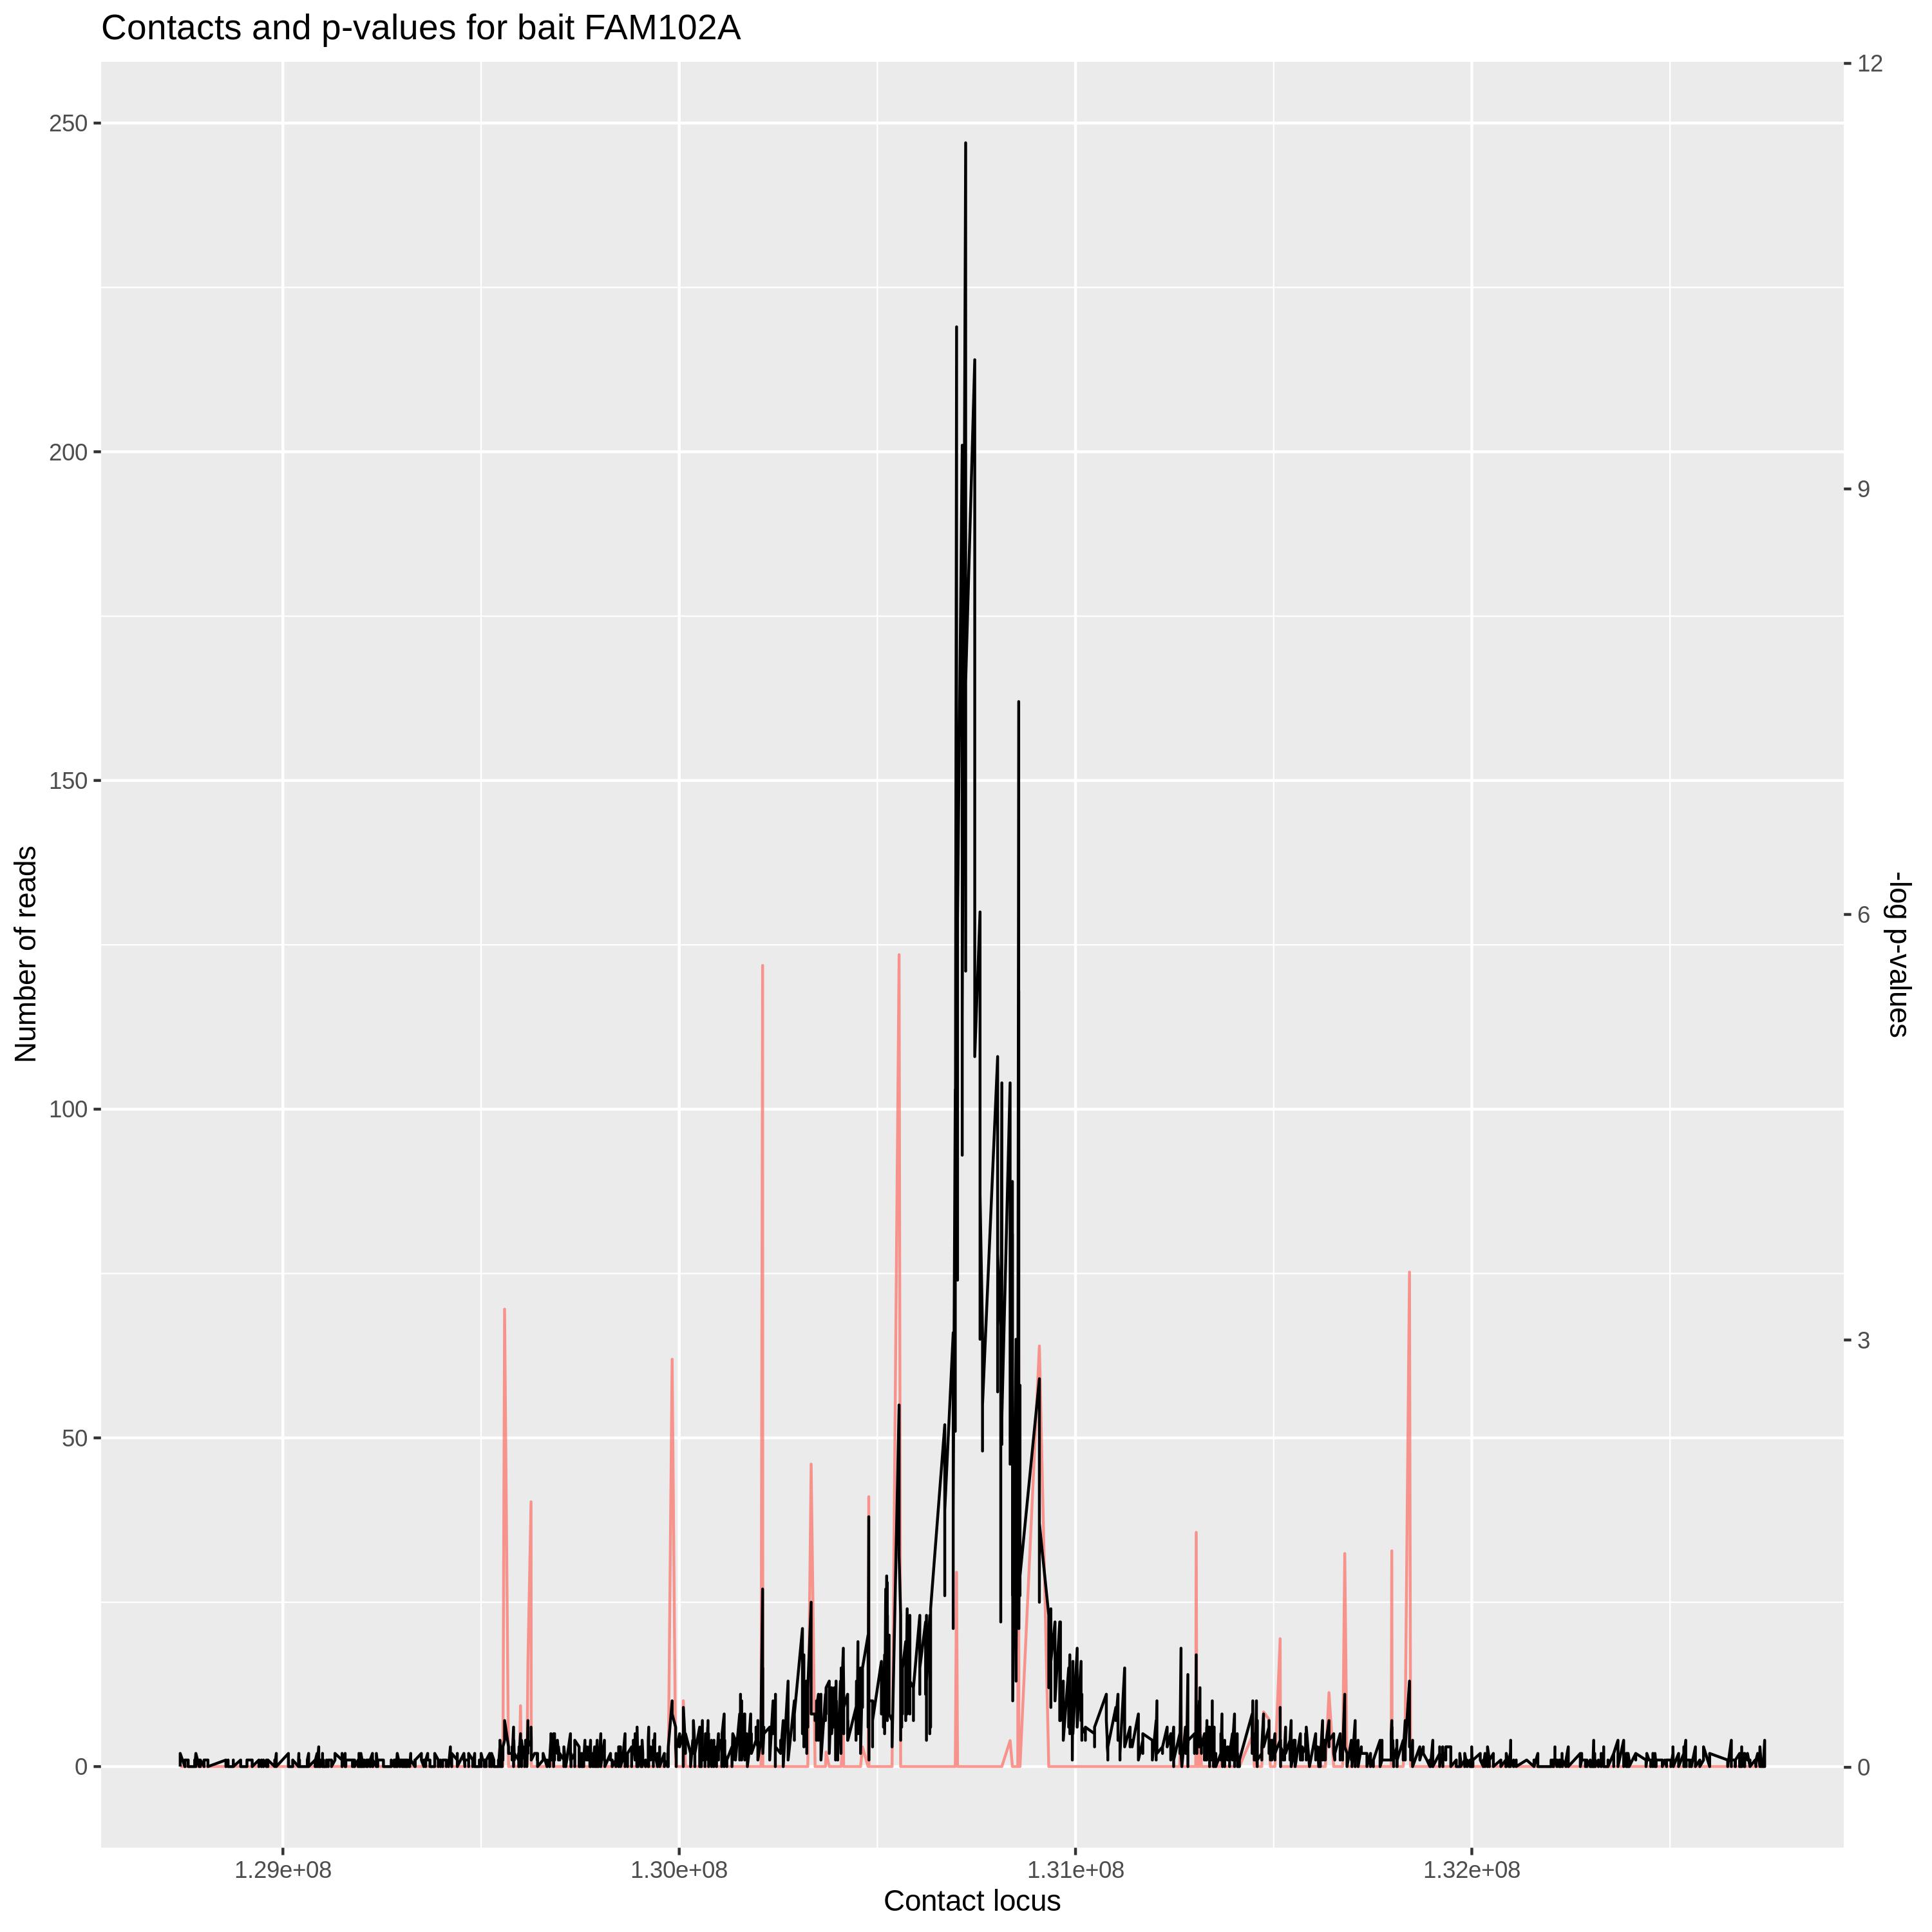 Contacts and p-values for bait FAM102A
250
200
150
100
50
0
Number of reads
12
9
6
3
0
-log p-values
1.29e+08
1.30e+08
1.31e+08
1.32e+08
Contact locus